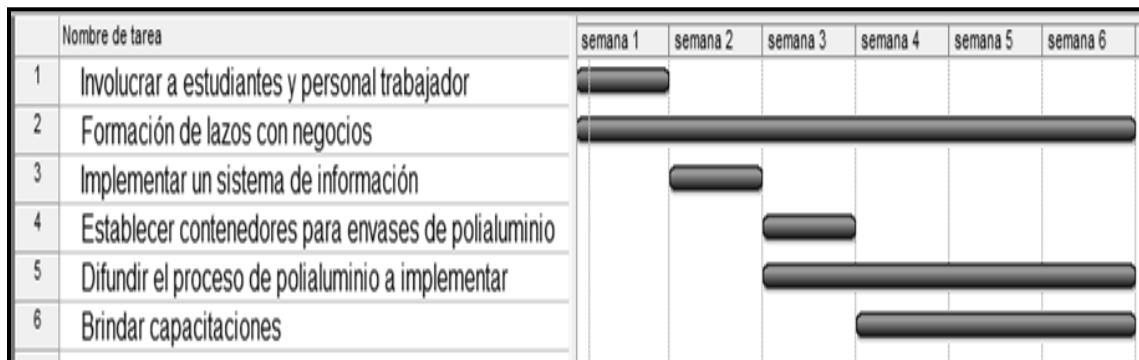 Nombre de tarea
semana 1 semana 2 semana 3 semana 4 semana 5 semana 6
1 Involucrar a estudiantes y personal trabajador
2 Formación de lazos con negocios
3 Implementar un sistema de información
4 Establecer contenedores para envases de polialuminio
5 Difundir el proceso de polialuminio a implementar
6 Brindar capacitaciones